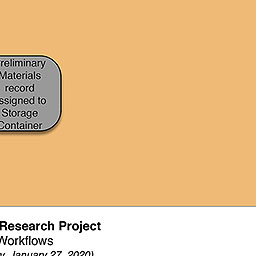 reliminary
Materials
record
ssigned to
Storage
Container
Research Project
Workflows
January 27, 2020)